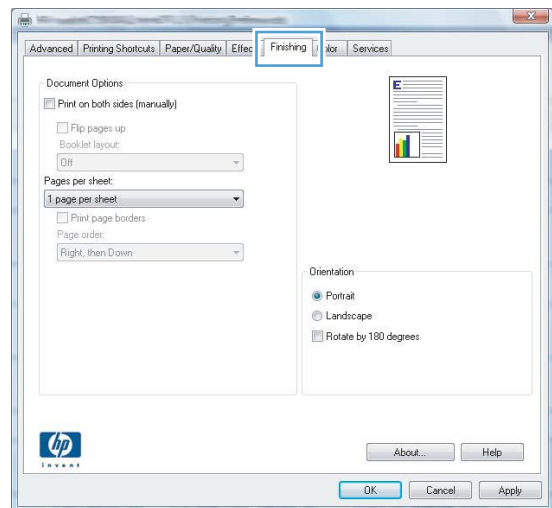 Advanced Printing Shortcuts Paper/Quality Effec Finishing olor Services
Document Options
Print on both sides (manually)
Flip pages up
Booklet layout:
Off
Pages per sheet:
1 page per sheet
Print page borders
Page order:
Right, then Down
E
Orientation
Portrait
Landscape
Rotate by 180 degrees
hp
invent
About... Help
OK Cancel Apply